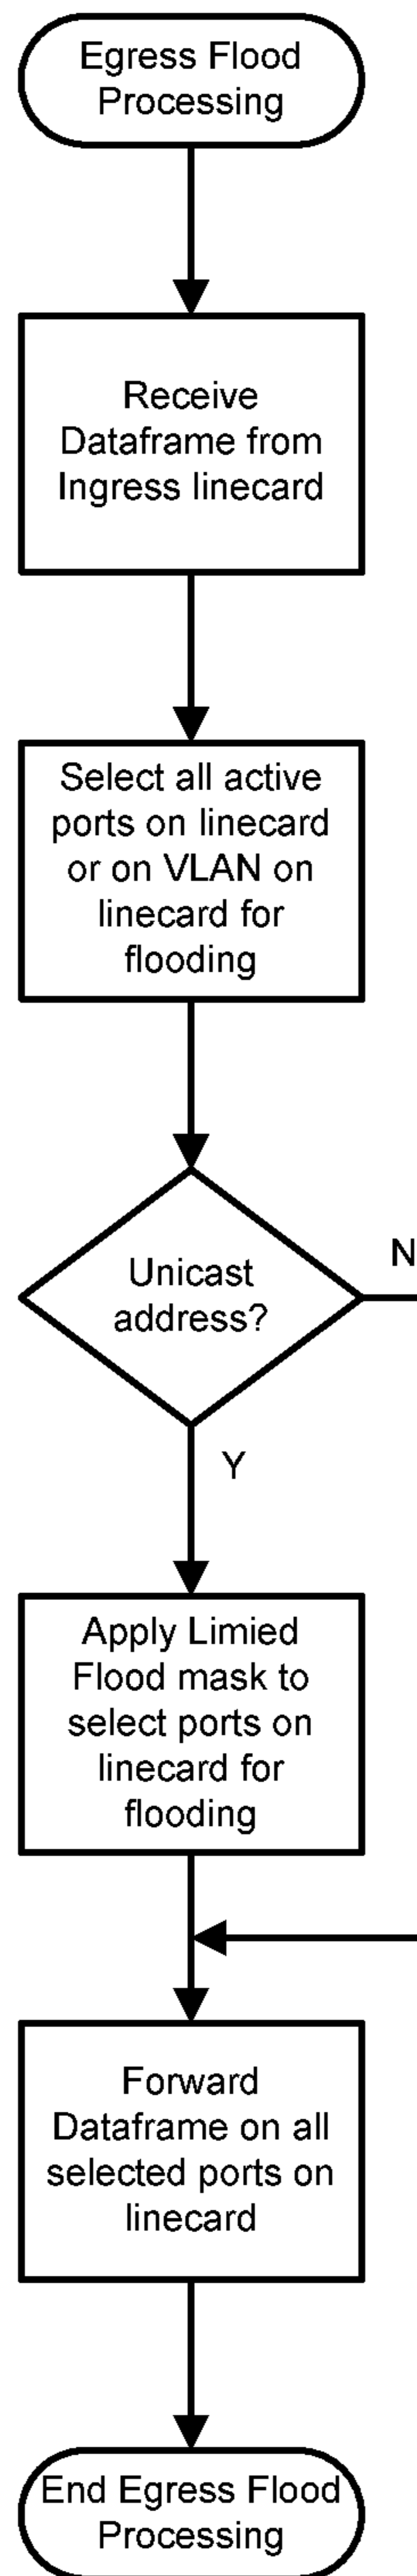 Egress Flood
Processing
Receive
Dataframe from
Ingress linecard
Select all active
ports on linecard
or on VLAN on
linecard for
flooding
Unicast
address?
N
Y
Apply Limied
Flood mask to
select ports on
linecard for
flooding
Forward
Dataframe on all
selected ports on
linecard
End Egress Flood
Processing